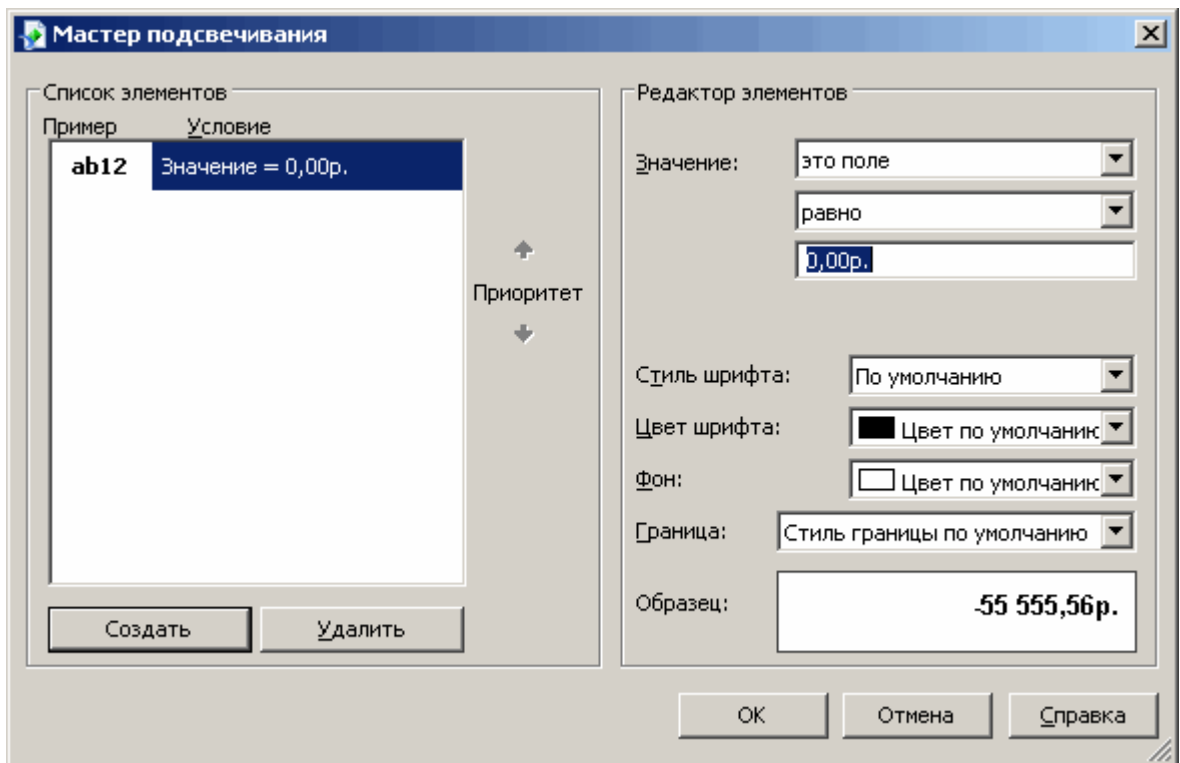 Мастер подсвечивания
Список элементов
Пример Условие
ab12 Значение = 0,00р.
Приоритет
Создать Удалить
Редактор элементов
Значение: это поле
равно
0,00р.
Стиль шрифта: По умолчанию
Цвет шрифта: Цвет по умолчаник
Фон: Цвет по умолчаник
Граница: Стиль границы по умолчанию
Образец: -55 555,56р.
OK Отмена Справка